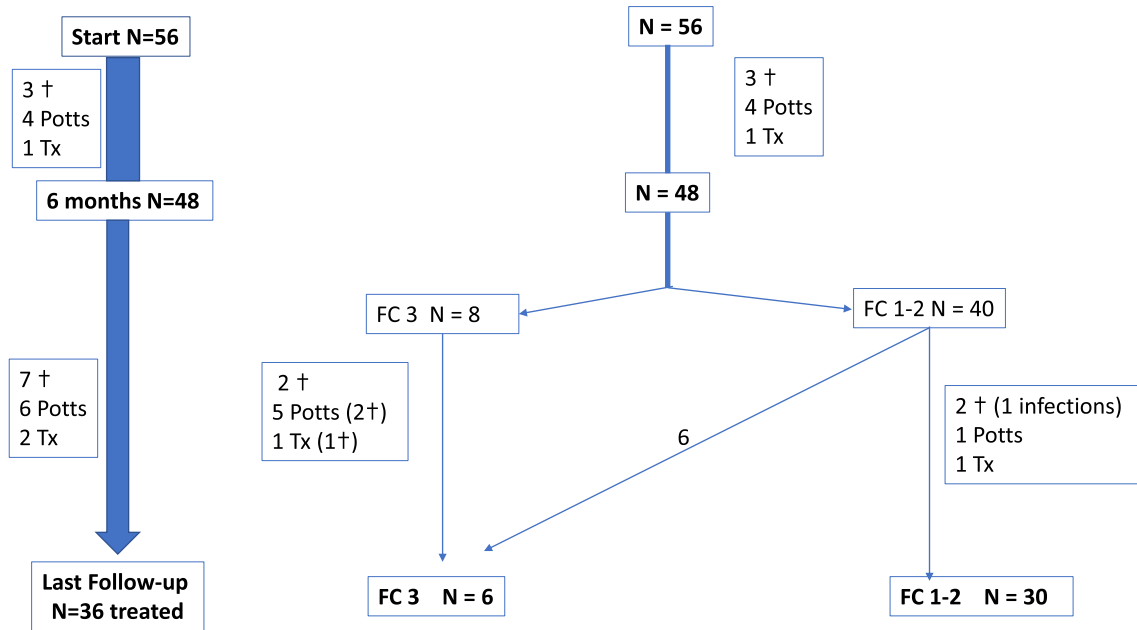 Start N=56
3 †
4 Potts
1 Tx
6 months N=48
7 †
6 Potts
2 Tx
Last Follow-up
N=36 treated
N = 56
3 †
4 Potts
1 Tx
N = 48
FC 3 N = 8
FC 1-2 N = 40
2 †
5 Potts (2†)
1 Tx (1†)
6
2 † (1 infections)
1 Potts
1 Tx
FC 3 N = 6
FC 1-2 N = 30